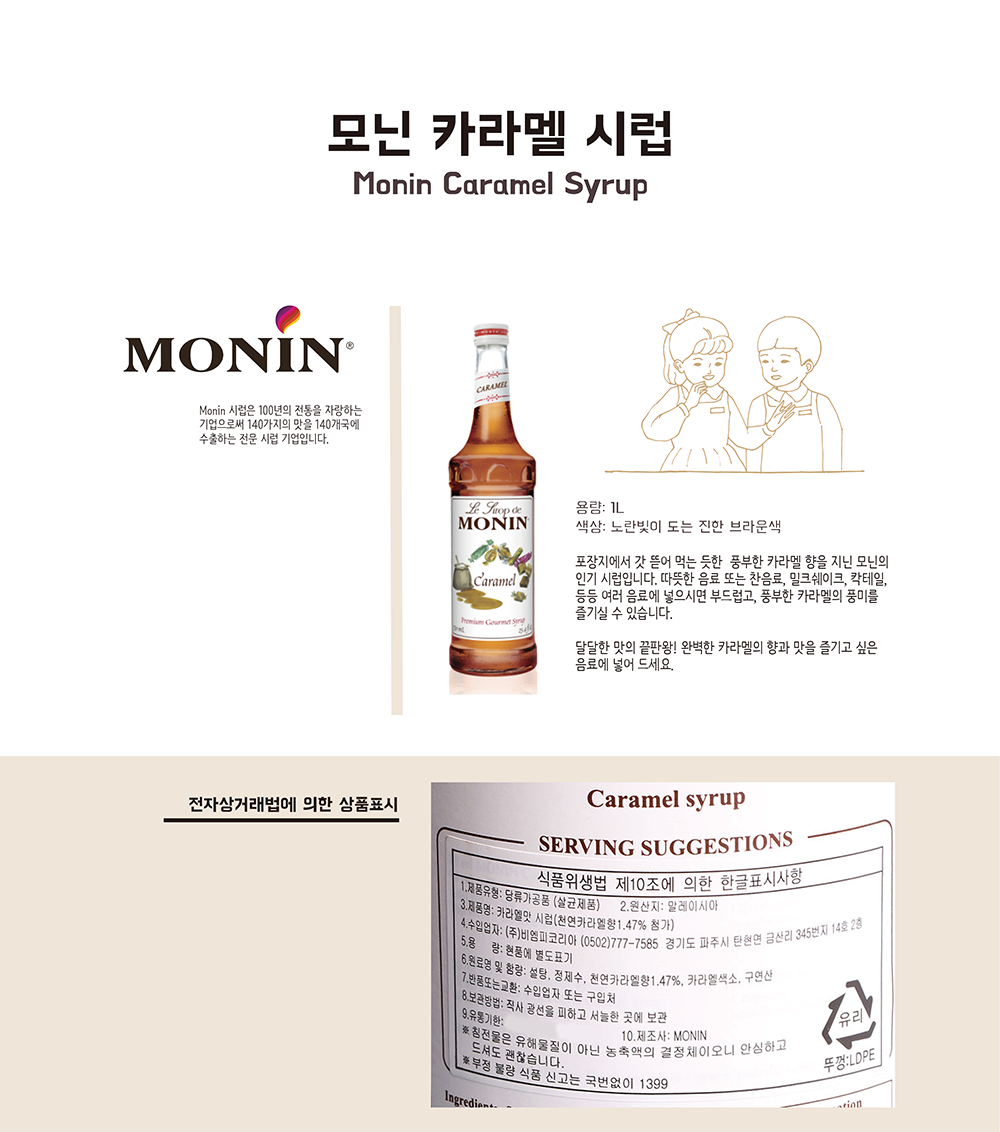 모닌 카라멜 시럽
Monin Caramel Syrup
MONIN®
Monin 시럽은 100년의 전통을 자랑하는
기업으로써 140가지의 맛을 140개국에
수출하는 전문 시럽 기업입니다.
CARAMEL
Le Sirop de
MONIN
Caramel
Premium Gourmet Syrup
용량: 1L
색상: 노란빛이 도는 진한 브라운색
포장지에서 갓 뜯어 먹는 듯한 풍부한 카라멜 향을 지닌 모닌의
인기 시럽입니다. 따뜻한 음료 또는 찬음료, 밀크쉐이크, 칵테일,
등등 여러 음료에 넣으시면 부드럽고, 풍부한 카라멜의 풍미를
즐기실 수 있습니다.
달달한 맛의 끝판왕! 완벽한 카라멜의 향과 맛을 즐기고 싶은
음료에 넣어 드세요.
전자상거래법에 의한 상품표시
Caramel syrup
SERVING SUGGESTIONS
식품위생법 제10조에 의한 한글표시사항
1.제품유형: 당류가공품 (살균제품) 2.원산지: 말레이시아
3.제품명: 카라멜맛 시럽(천연카라멜향1.47% 첨가)
4.수입업자: (주)비엠피코리아 (0502)777-7585 경기도 파주시 탄현면 금산리 345번지 14호 2층
5.용 량: 현품에 별도표기
6.원료명 및 함량: 설탕, 정제수, 천연카라멜향1.47%, 카라멜색소, 구연산
7.반품또는교환: 수입업자 또는 구입처
8.보관방법: 직사 광선을 피하고 서늘한 곳에 보관
9.유통기한: 10.제조사: MONIN
※침전물은 유해물질이 아닌 농축액의 결정체이오니 안심하고
드셔도 괜찮습니다.
※부정 불량 식품 신고는 국번없이 1399
유리
뚜껑:LDPE